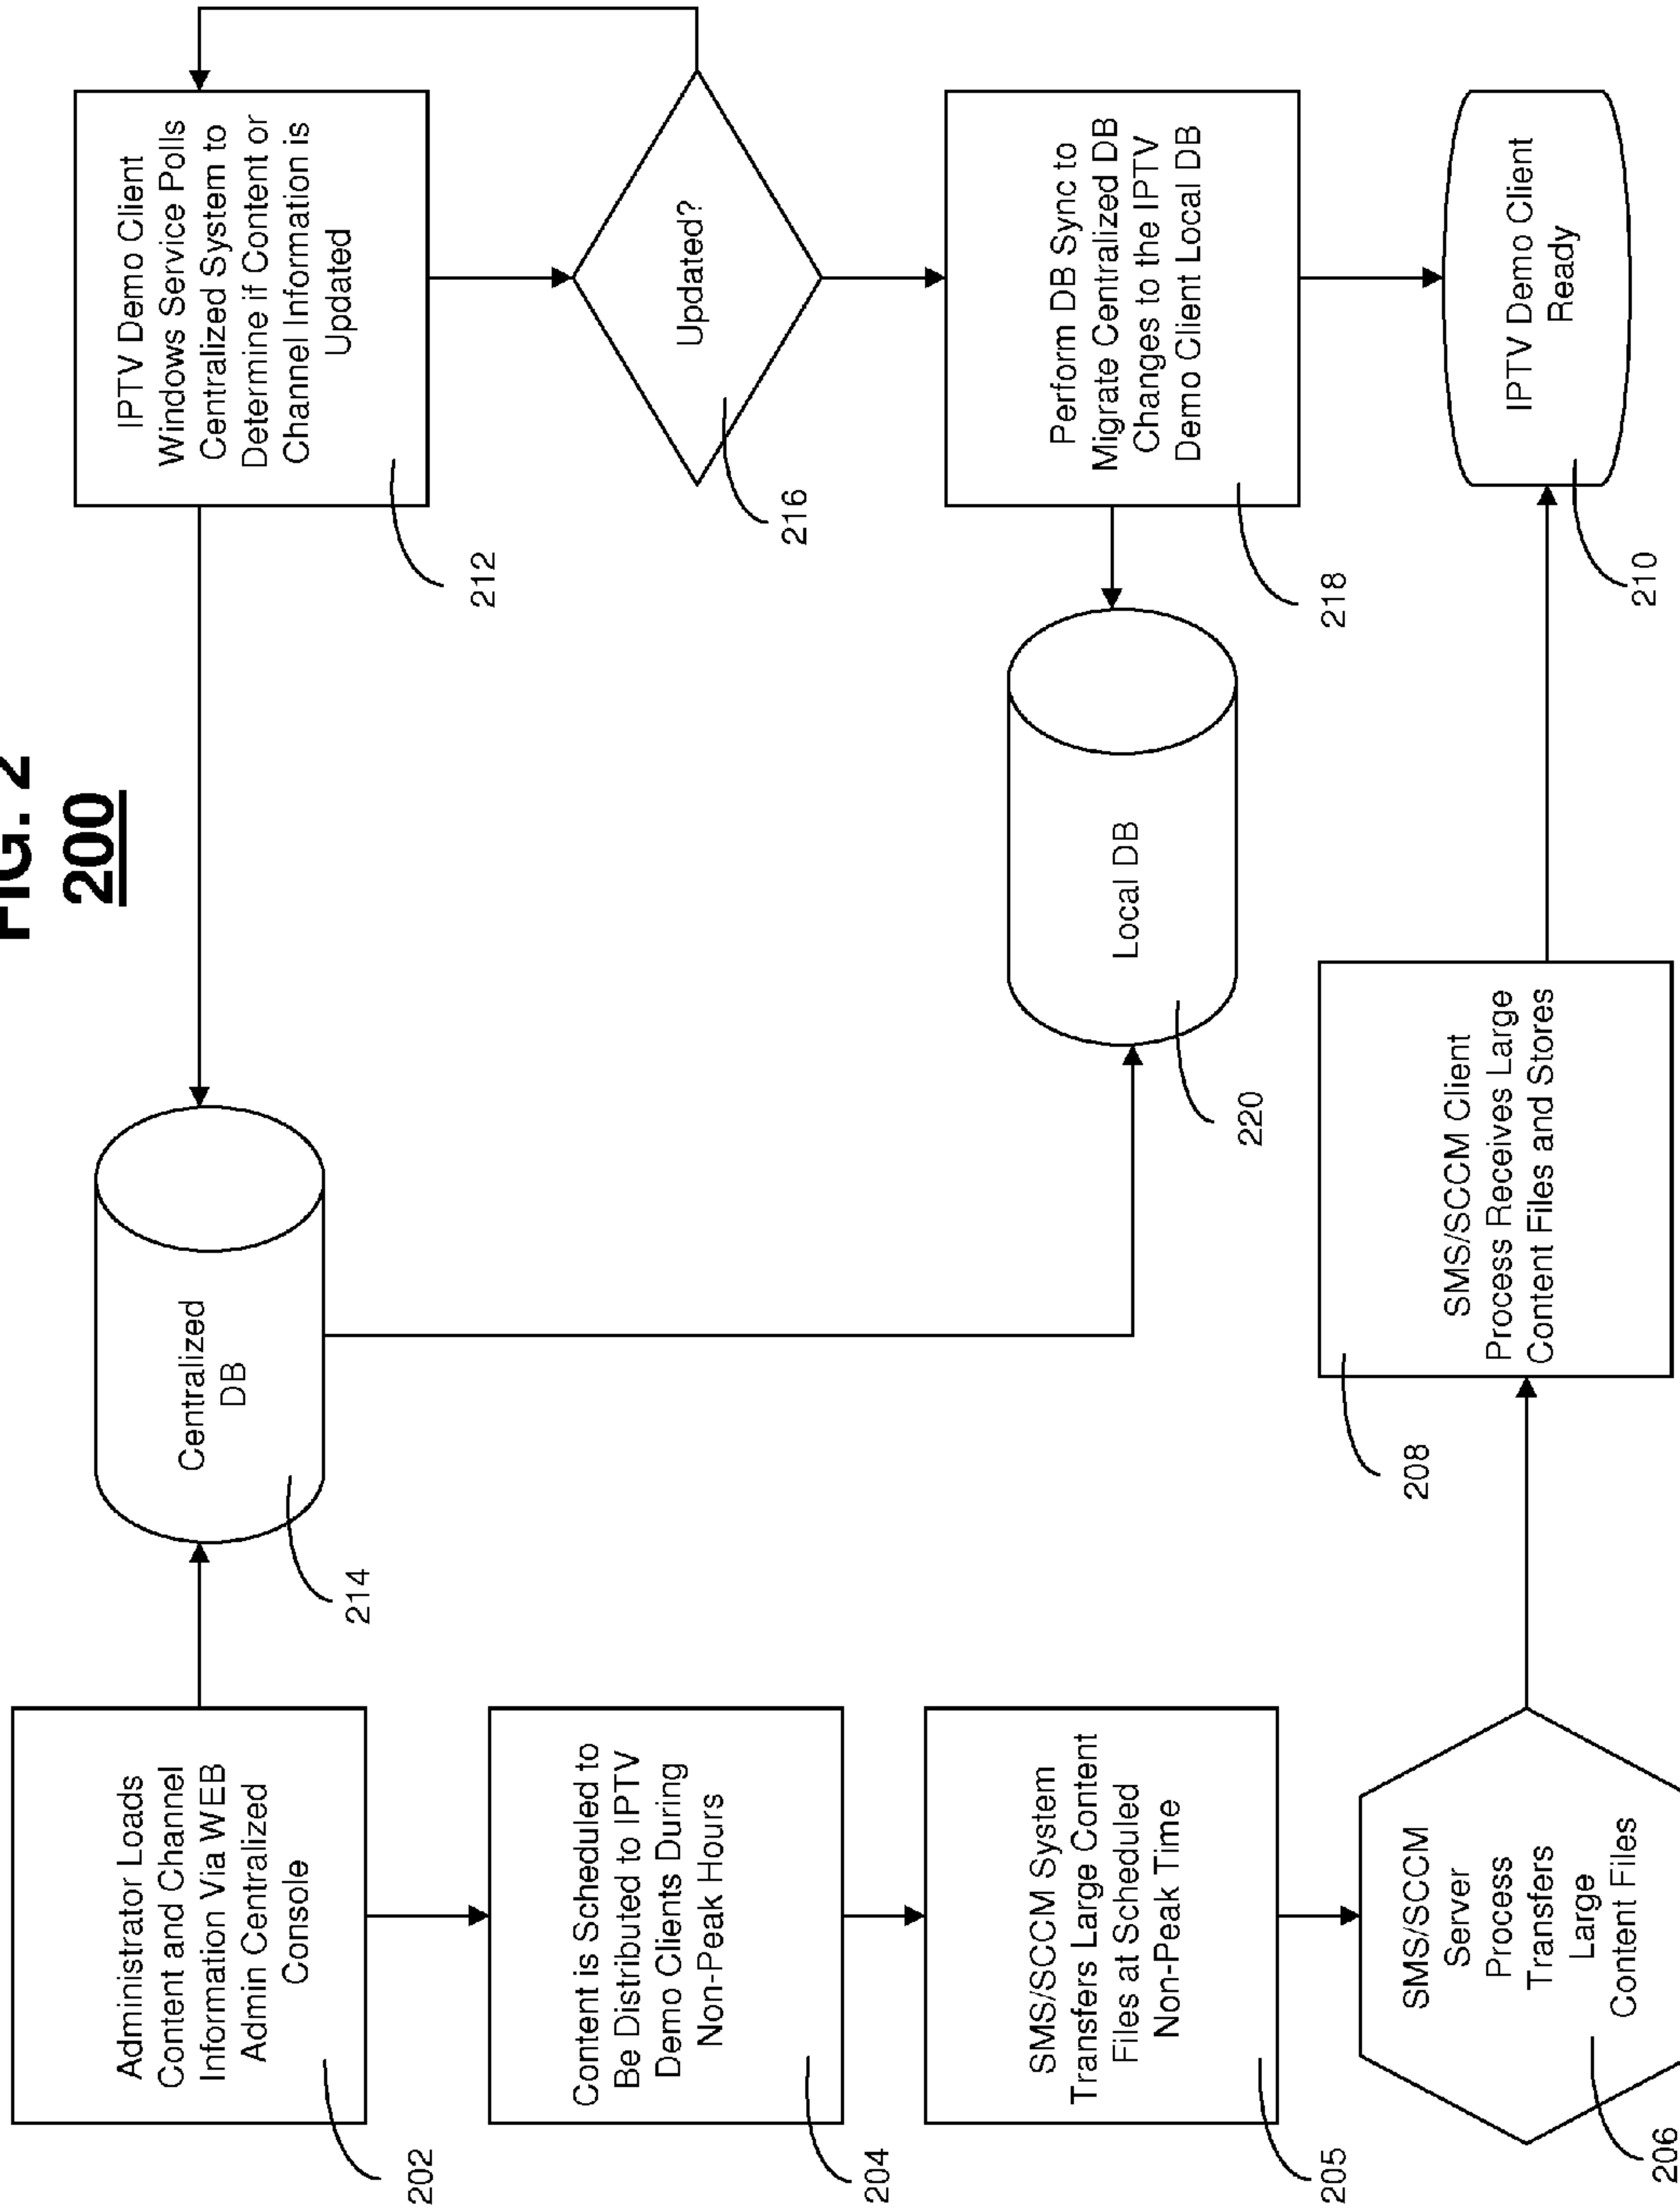 FIG. 2
200
Administrator Loads
Content and Channel
Information Via WEB
Admin Centralized
Console
202
Centralized
DB
214
IPTV Demo Client
Windows Service Polls
Centralized System to
Determine if Content or
Channel Information is
Updated
212
Content is Scheduled to
Be Distributed to IPTV
Demo Clients During
Non-Peak Hours
204
Updated?
216
SMS/SCCM System
Transfers Large Content
Files at Scheduled
Non-Peak Time
205
Local DB
220
Perform DB Sync to
Migrate Centralized DB
Changes to the IPTV
Demo Client Local DB
218
SMS/SCCM
Server
Process
Transfers
Large
Content Files
206
SMS/SCCM Client
Process Receives Large
Content Files and Stores
208
IPTV Demo Client
Ready
210